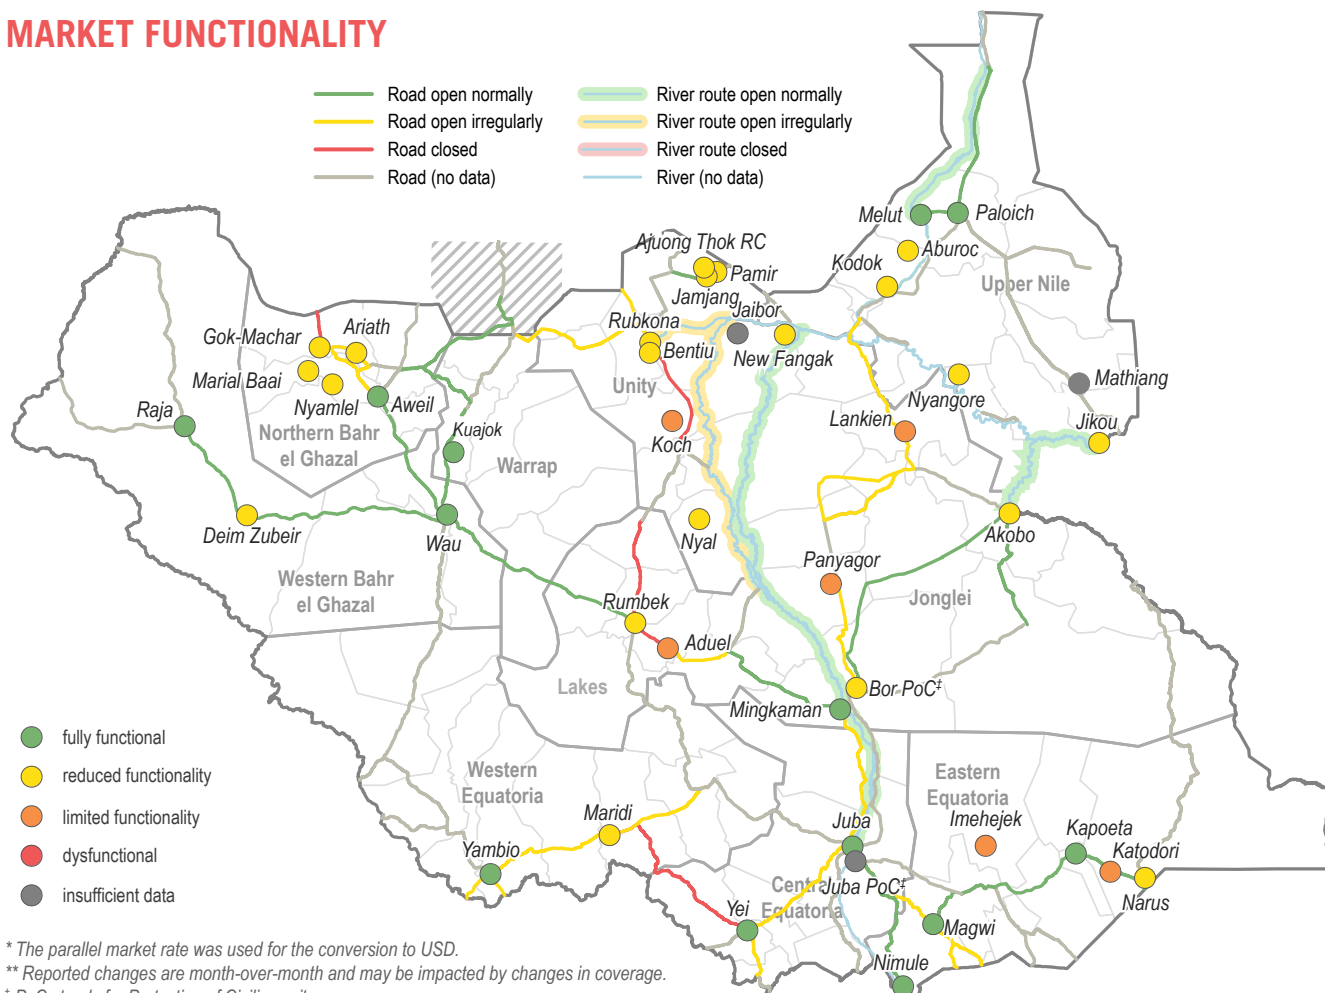 MARKET FUNCTIONALITY
Road open normally
Road open irregularly
Road closed
Road (no data)
River route open normally
River route open irregularly
River route closed
River (no data)
Melut
Paloich
Aburoc
Kodok
Upper Nile
Ajuong Thok RC
Pamir
Jamjang
Jaibor
Rubkona
Bentiu
New Fangak
Unity
Gok-Machar
Ariath
Marial Baai
Nyamlel
Aweil
Raja
Northern Bahr
el Ghazal
Kuajok
Warrap
Koch
Lankien
Nyangore
Mathiang
Jikou
Deim Zubeir
Wau
Nyal
Akobo
Panyagor
Western Bahr
el Ghazal
Jonglei
Rumbek
Aduel
Lakes
Bor PoC‡
Mingkaman
fully functional
reduced functionality
limited functionality
dysfunctional
insufficient data
Western
Equatoria
Eastern
Equatoria
Imehejek
Maridi
Juba
Kapoeta
Katodori
Yambio
Juba PoC‡
Narus
Equatoria
Yei
Magwi
Nimule
* The parallel market rate was used for the conversion to USD.
** Reported changes are month-over-month and may be impacted by changes in coverage.